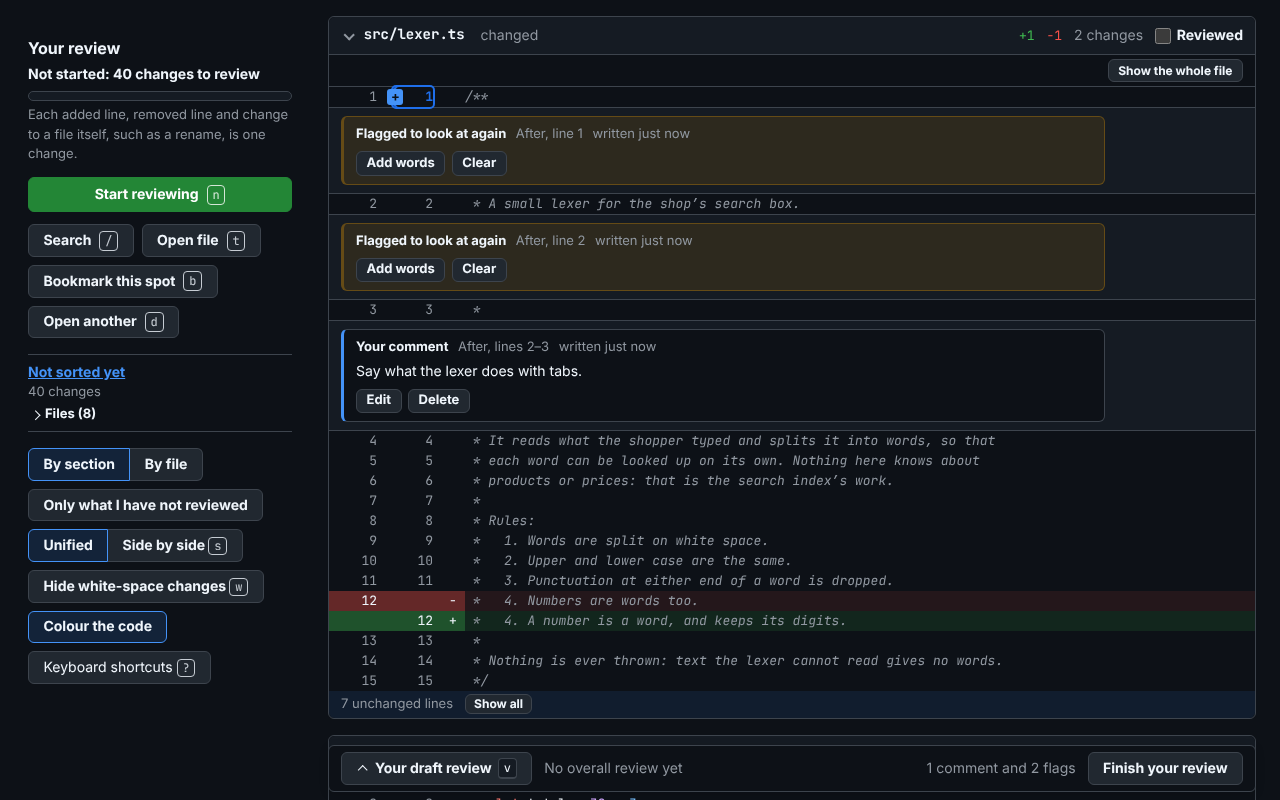 Your review
Not started: 40 changes to review
Each added line, removed line and change
to a file itself, such as a rename, is one
change.
Start reviewing n
Search /
Open file t
Bookmark this spot b
Open another d
Not sorted yet
40 changes
Files (8)
By section
By file
Only what I have not reviewed
Unified
Side by side s
Hide white-space changes w
Colour the code
Keyboard shortcuts ?
src/lexer.ts changed +1 -1 2 changes Reviewed
Show the whole file
1 + 1 /**
Flagged to look at again After, line 1 written just now
Add words Clear
2 2 * A small lexer for the shop’s search box.
Flagged to look at again After, line 2 written just now
Add words Clear
3 3 *
Your comment After, lines 2–3 written just now
Say what the lexer does with tabs.
Edit Delete
4 4 * It reads what the shopper typed and splits it into words, so that
5 5 * each word can be looked up on its own. Nothing here knows about
6 6 * products or prices: that is the search index’s work.
7 7 *
8 8 * Rules:
9 9 * 1. Words are split on white space.
10 10 * 2. Upper and lower case are the same.
11 11 * 3. Punctuation at either end of a word is dropped.
12 - * 4. Numbers are words too.
12 + * 4. A number is a word, and keeps its digits.
13 13 *
14 14 * Nothing is ever thrown: text the lexer cannot read gives no words.
15 15 */
7 unchanged lines Show all
Your draft review v No overall review yet 1 comment and 2 flags Finish your review